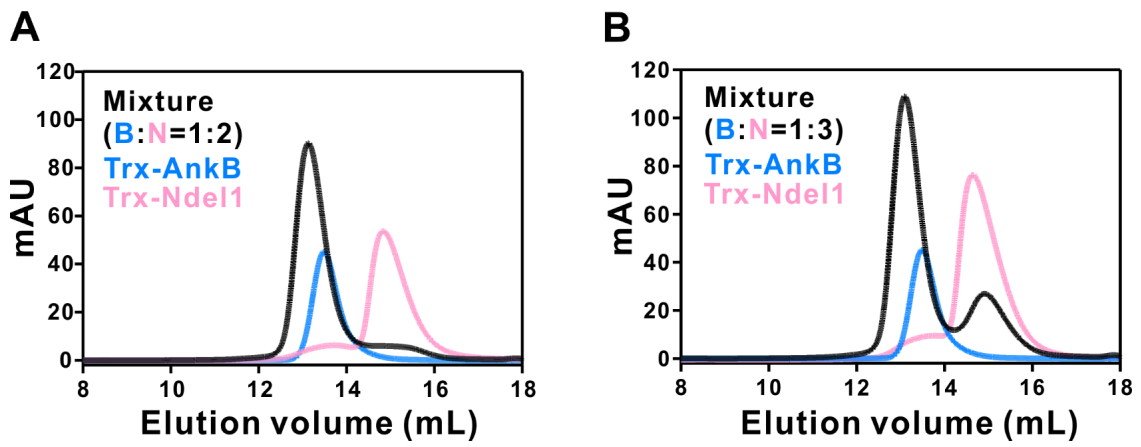 A
120
100
80
60
40
20
0
mAU
Mixture
(B:N=1:2)
Trx-AnkB
Trx-Ndel1
8 10 12 14 16 18
Elution volume (mL)
B
120
100
80
60
40
20
0
mAU
Mixture
(B:N=1:3)
Trx-AnkB
Trx-Ndel1
8 10 12 14 16 18
Elution volume (mL)